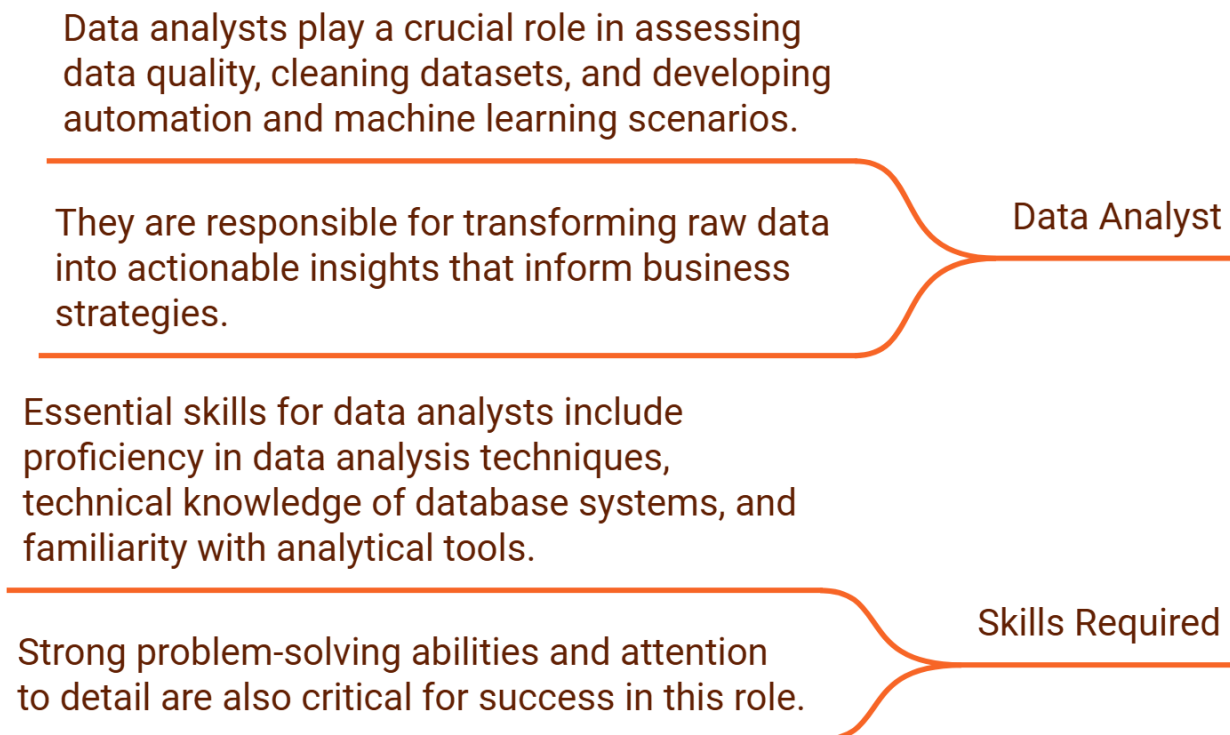 Data analysts play a crucial role in assessing
data quality, cleaning datasets, and developing
automation and machine learning scenarios.
They are responsible for transforming raw data
into actionable insights that inform business
strategies.
Data Analyst
Essential skills for data analysts include
proficiency in data analysis techniques,
technical knowledge of database systems, and
familiarity with analytical tools.
Strong problem-solving abilities and attention
to detail are also critical for success in this role.
Skills Required